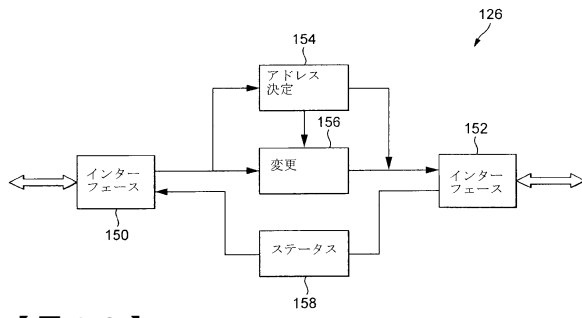 126
154
アドレス
決定
156
変更
152
インター
フェース
インター
フェース
150
ステータス
158